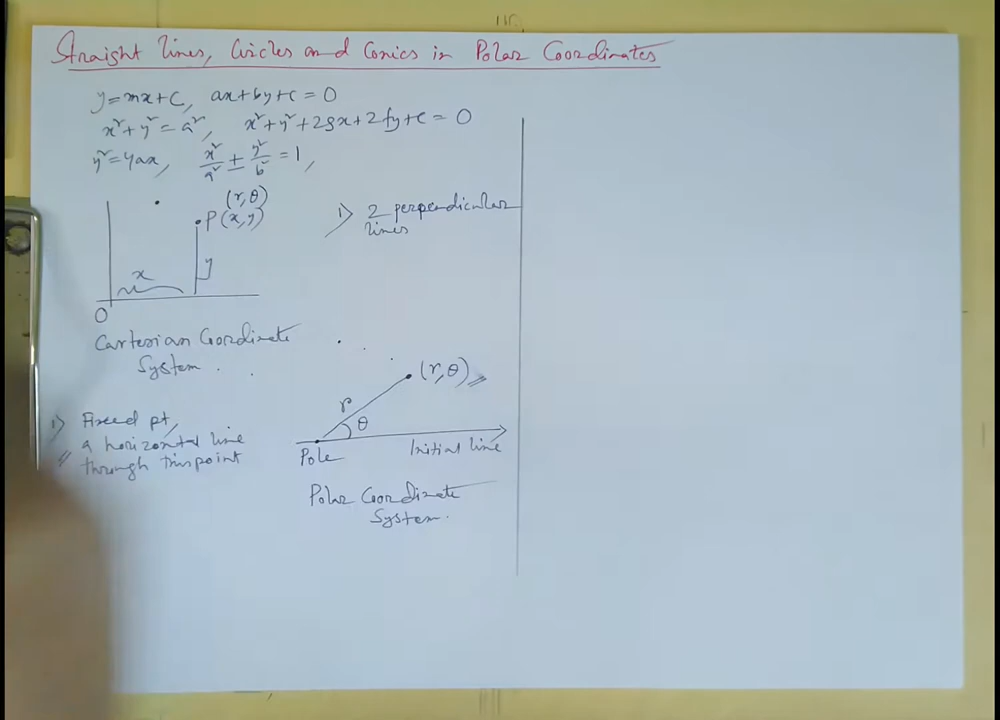 Straight lines, Circles and Conics in Polar Coordinates
y=mx+c, ax+by+c=0
x²+y²=a², x²+y²+2gx+2fy+c=0
y²=4ax, x²/a² ± y²/b² =1,
(r,θ)
P(x,y)
x
y
O
1) 2 perpendicular
lines
Cartesian Coordinate
System.
1) Fixed pt,
a horizontal line
through this point
(r,θ)
r
θ
Pole
Initial line
Polar Coordinate
System.